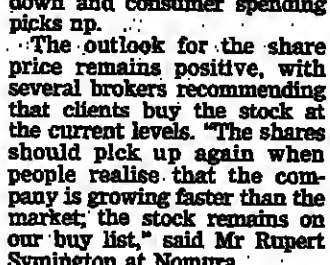 down and consumer spending
picks up.
The outlook for the share
price remains positive, with
several brokers recommending
that clients buy the stock at
the current levels. "The shares
should pick up again when
people realise that the com-
pany is growing faster than the
market; the stock remains on
our buy list," said Mr Rupert
Symington at Nomura.